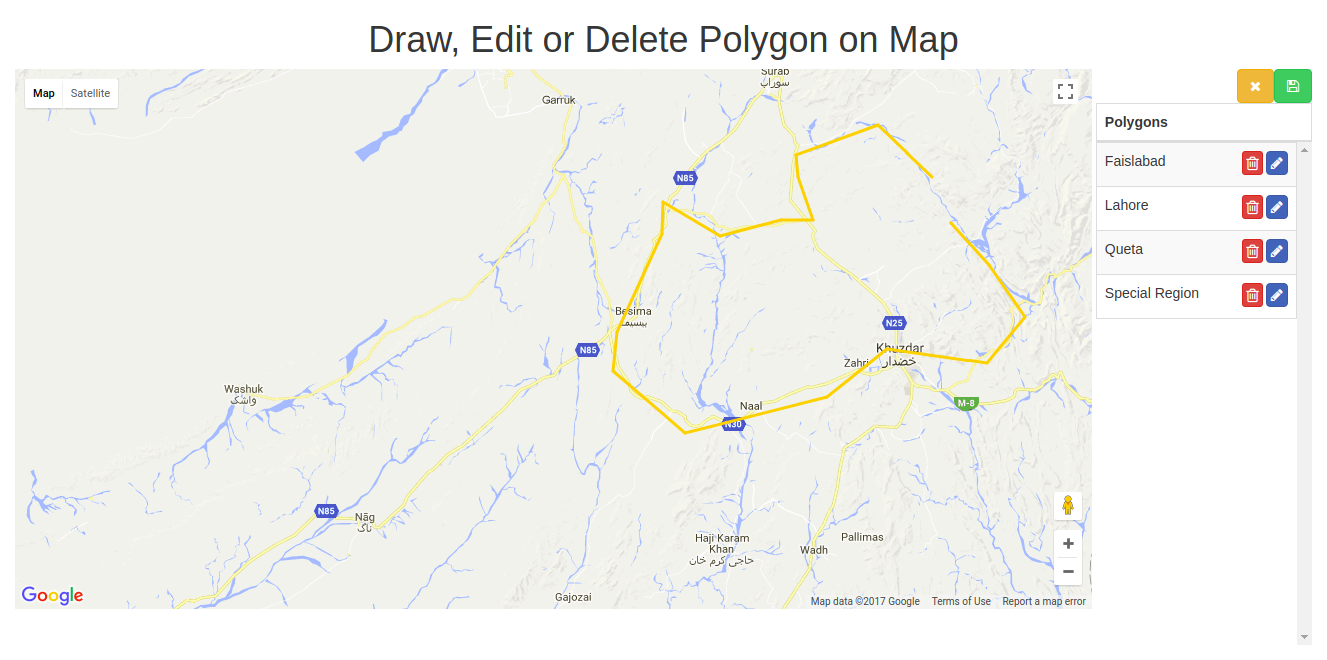 Draw, Edit or Delete Polygon on Map
Map
Satellite
Surab
سوراب
Garruk
N85
Besima
بیسیمہ
N85
N25
Khuzdar
خضدار
Zahri
Washuk
واشک
Naal
M-8
N30
N85
Nāg
ناگ
Haji Karam
Khan
حاجی کرم خان
Pallimas
Wadh
Gajozai
Google
Map data ©2017 Google
Terms of Use
Report a map error
Polygons
Faislabad
Lahore
Queta
Special Region